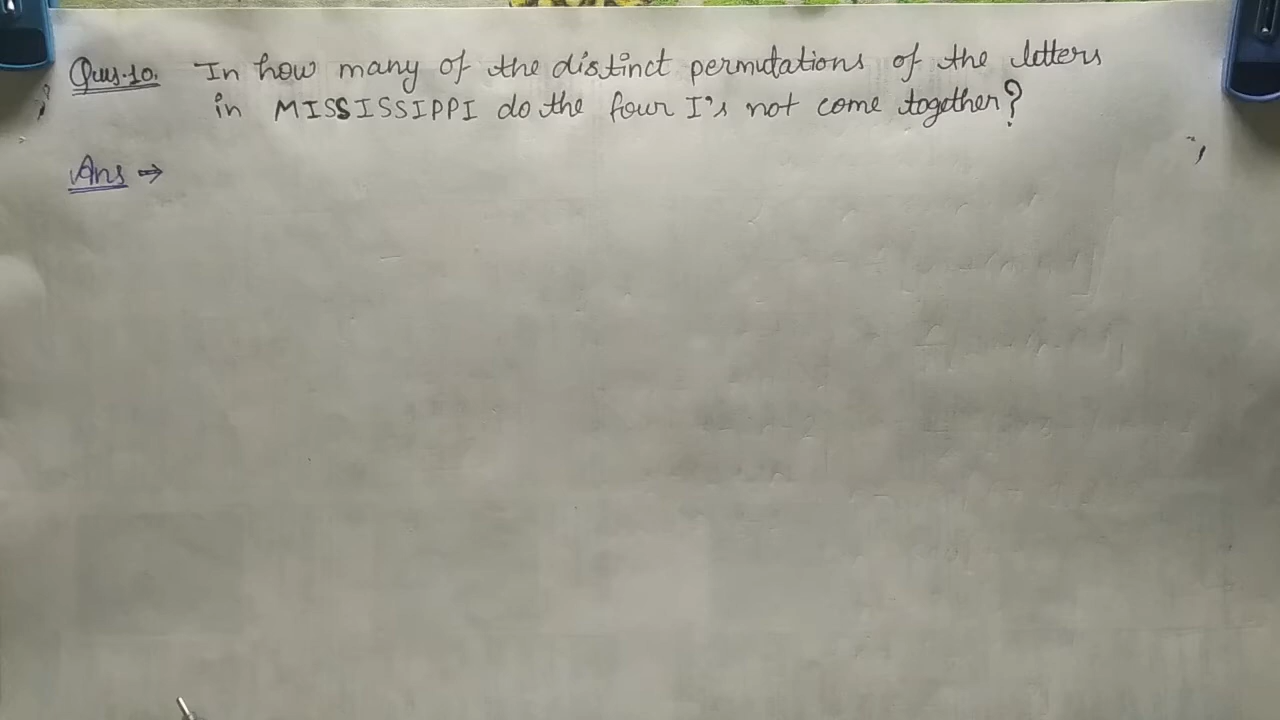 Ques.10. In how many of the distinct permutations of the letters
in MISSISSIPPI do the four I's not come together?
Ans ⇒